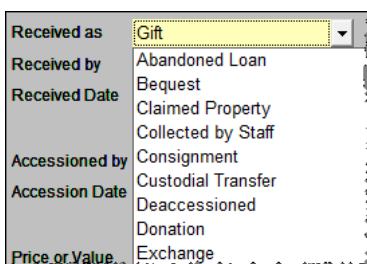 Received as Gift
Received by Abandoned Loan
Bequest
Received Date
Claimed Property
Collected by Staff
Accessioned by Consignment
Custodial Transfer
Accession Date
Deaccessioned
Donation
Price or Value Exchange